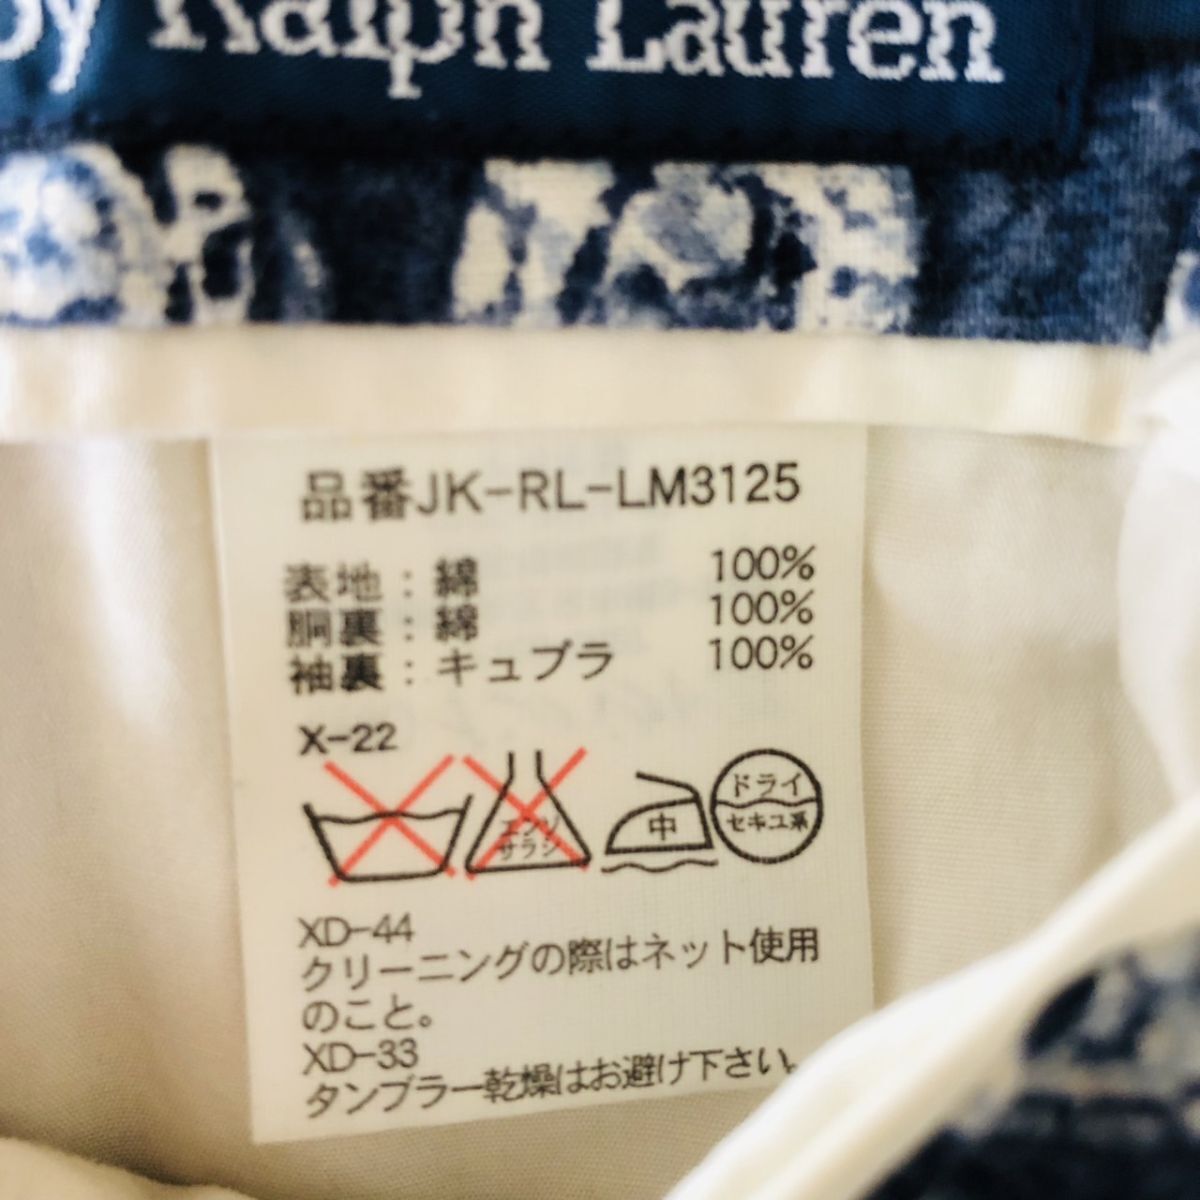 by Ralph Lauren
品番JK-RL-LM3125
表地：綿 100%
胴裏：綿 100%
袖裏：キュプラ 100%
X-22
エンソサラシ
中
ドライ
セキユ系
XD-44
クリーニングの際はネット使用
のこと。
XD-33
タンブラー乾燥はお避け下さい。